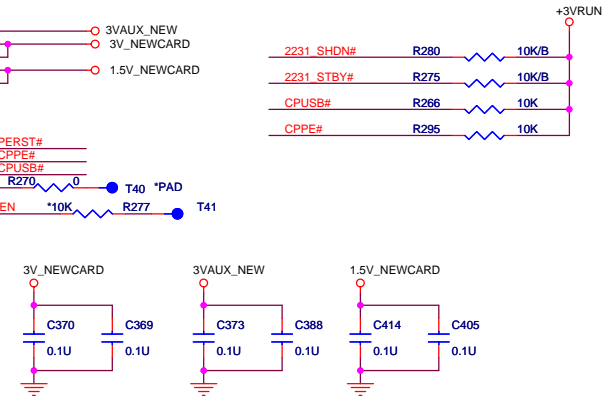 +3VRUN
3VAUX_NEW
3V_NEWCARD
1.5V_NEWCARD
2231_SHDN# R280 10K/B
2231_STBY# R275 10K/B
CPUSB# R266 10K
CPPE# R295 10K
PERST#
CPPE#
CPUSB#
R270 0 T40 *PAD
EN *10K R277 T41
3V_NEWCARD 3VAUX_NEW 1.5V_NEWCARD
C370 C369 C373 C388 C414 C405
0.1U 0.1U 0.1U 0.1U 0.1U 0.1U